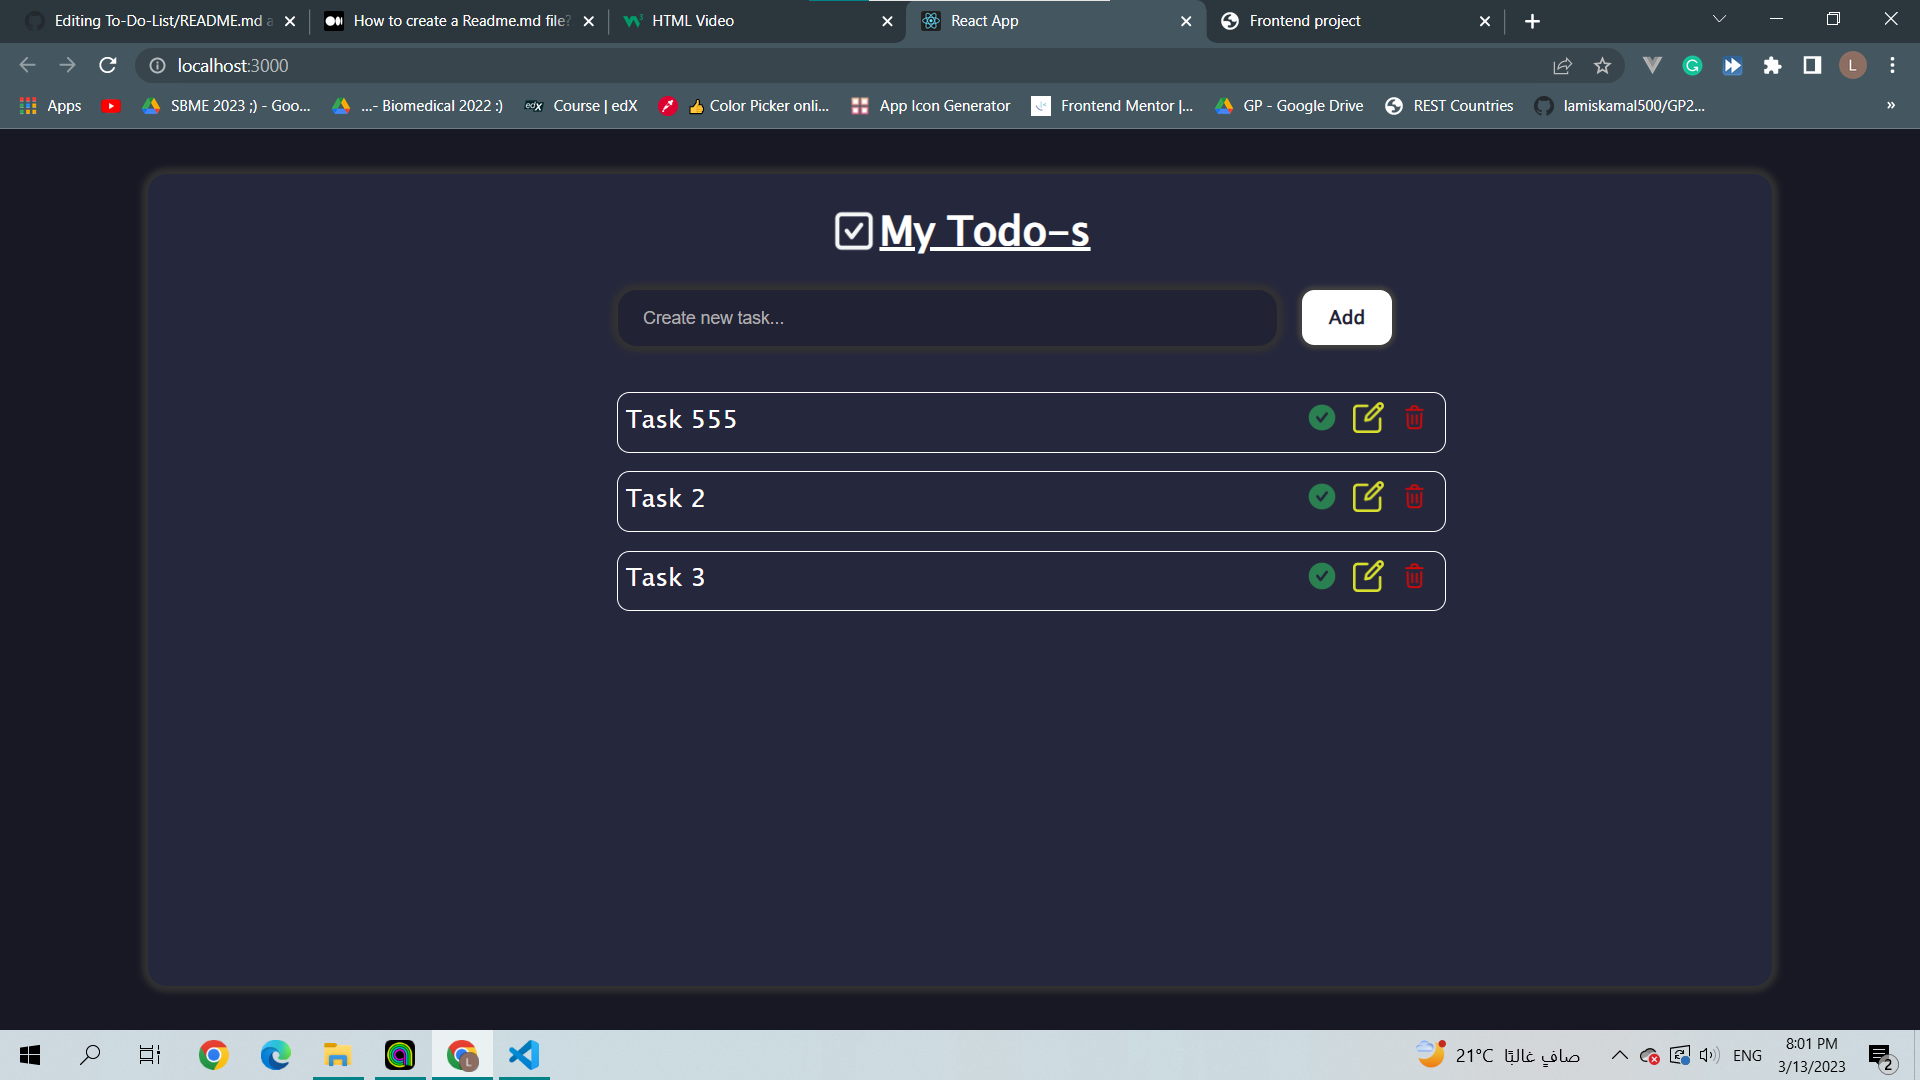 Editing To-Do-List/README.md a
How to create a Readme.md file?
HTML Video
React App
Frontend project
localhost:3000
L
Apps
SBME 2023 ;) - Goo...
...- Biomedical 2022 :)
edX
Course | edX
Color Picker onli...
App Icon Generator
Frontend Mentor |...
GP - Google Drive
REST Countries
lamiskamal500/GP2...
»
My Todo-s
Create new task...
Add
Task 555
Task 2
Task 3
L
21°C
صافٍ غالبًا
ENG
8:01 PM
3/13/2023
2